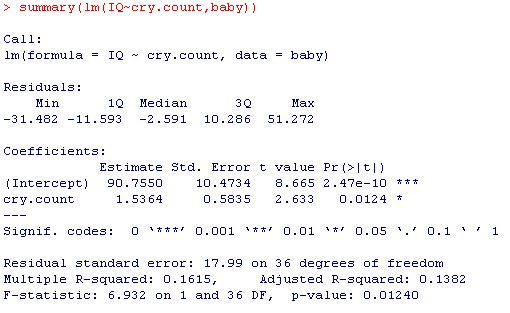 > summary(lm(IQ~cry.count,baby))
Call:
lm(formula = IQ ~ cry.count, data = baby)
Residuals:
    Min      1Q  Median      3Q     Max
-31.482 -11.593  -2.591  10.286  51.272
Coefficients:
            Estimate Std. Error t value Pr(>|t|)
(Intercept)  90.7550    10.4734   8.665 2.47e-10 ***
cry.count     1.5364     0.5835   2.633   0.0124 *
---
Signif. codes:  0 ‘***’ 0.001 ‘**’ 0.01 ‘*’ 0.05 ‘.’ 0.1 ‘ ’ 1
Residual standard error: 17.99 on 36 degrees of freedom
Multiple R-squared: 0.1615,     Adjusted R-squared: 0.1382
F-statistic: 6.932 on 1 and 36 DF,  p-value: 0.01240